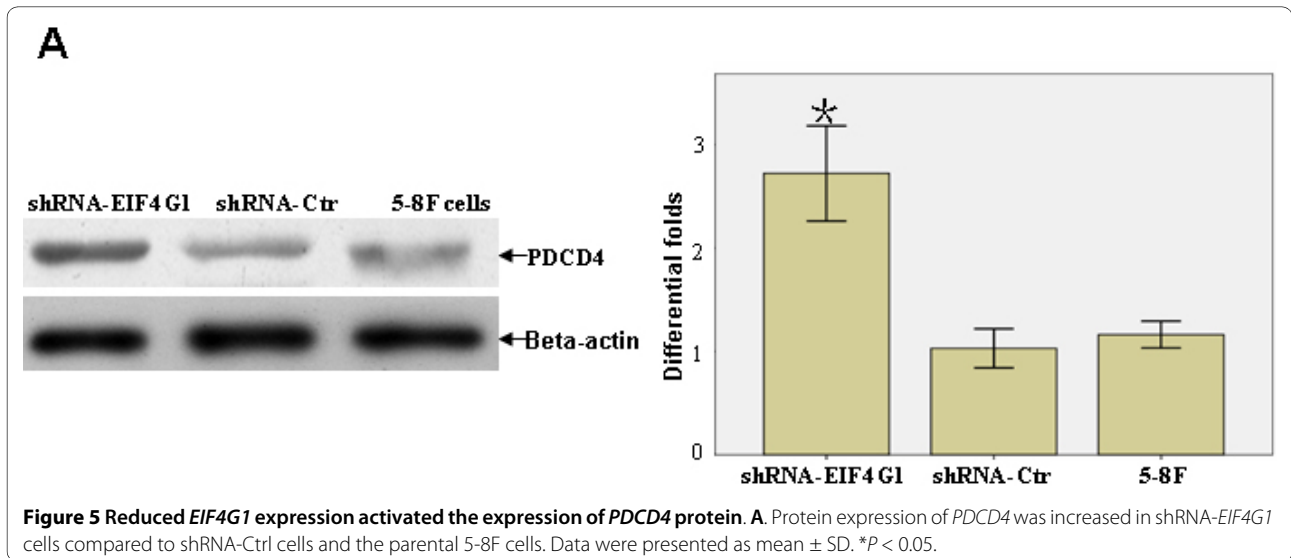 A
shRNA-EIF4G1 shRNA-Ctr 5-8F cells
PDCD4
Beta-actin
Differential folds
3
2
1
0
*
shRNA-EIF4G1 shRNA-Ctr 5-8F
Figure 5 Reduced EIF4G1 expression activated the expression of PDCD4 protein. A. Protein expression of PDCD4 was increased in shRNA-EIF4G1
cells compared to shRNA-Ctrl cells and the parental 5-8F cells. Data were presented as mean ± SD. *P < 0.05.